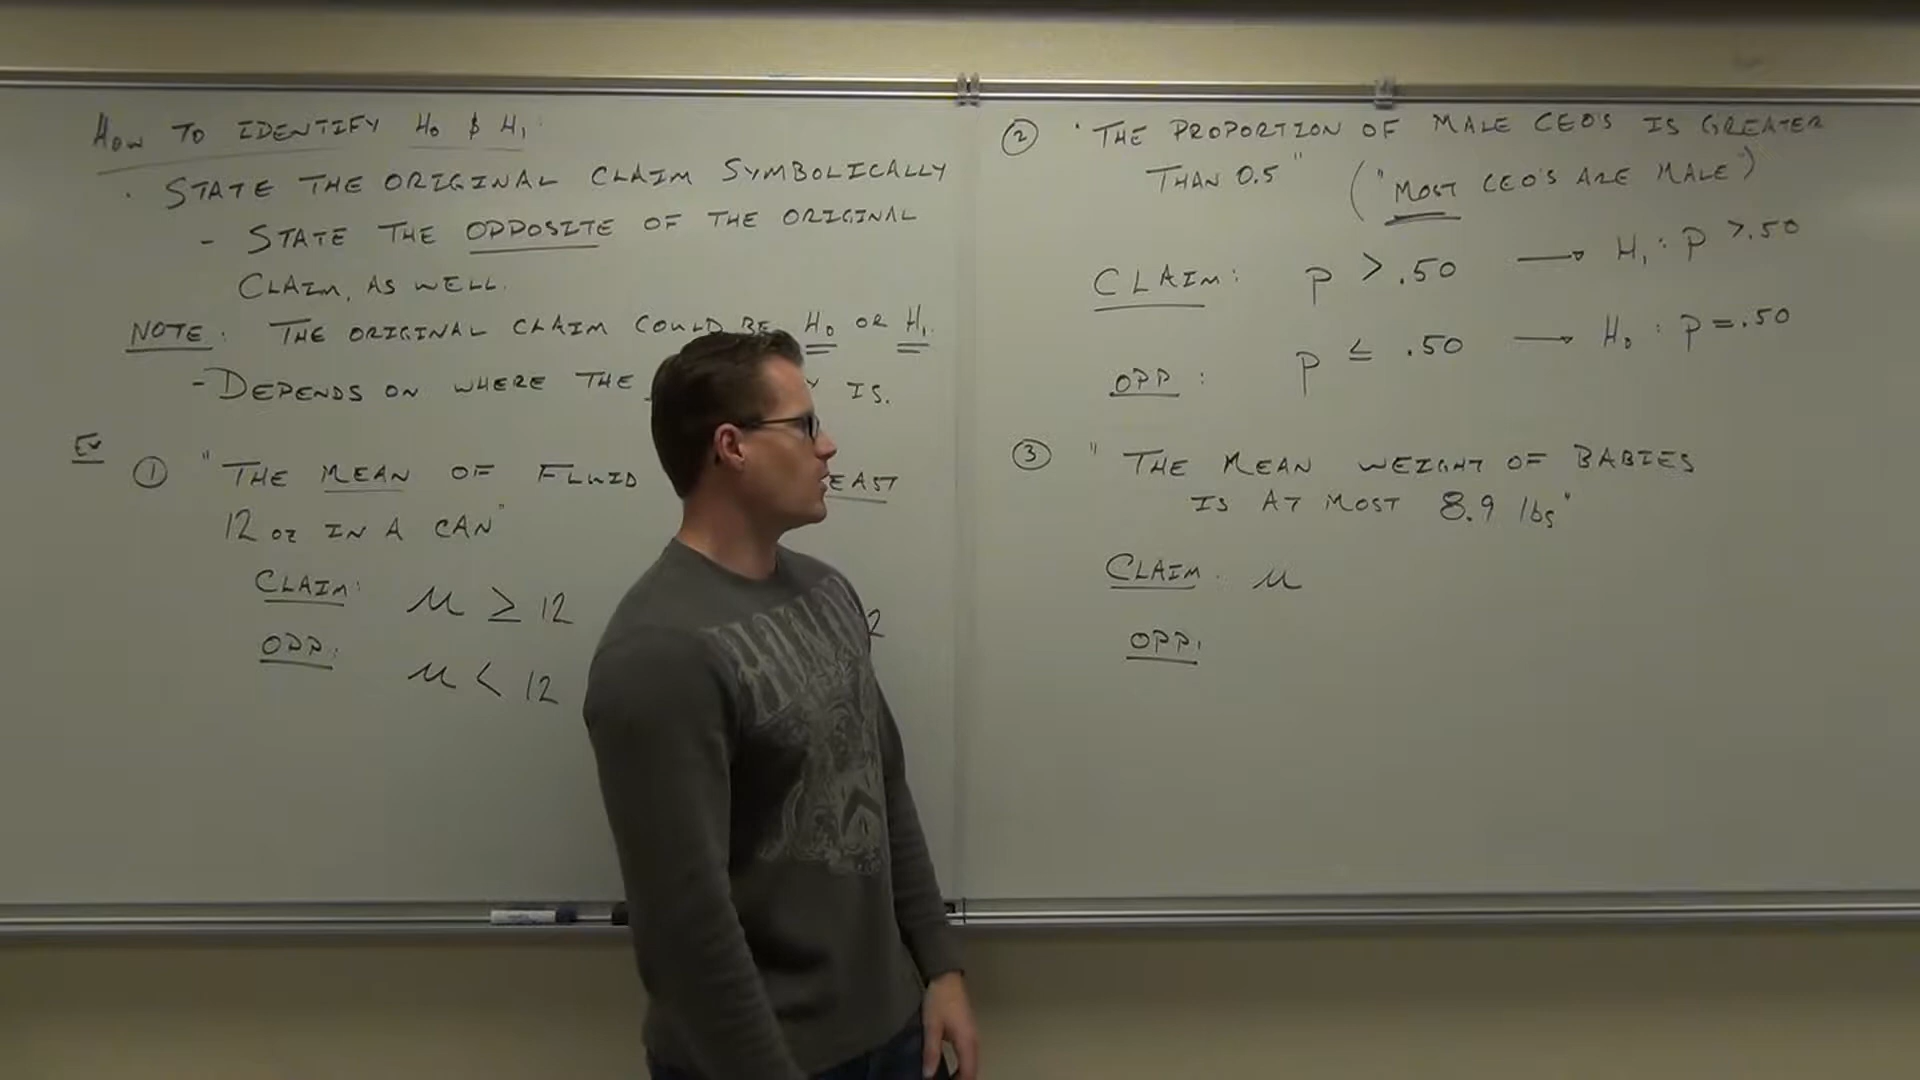 HOW TO IDENTIFY H₀ & H₁:
· STATE THE ORIGINAL CLAIM SYMBOLICALLY
- STATE THE OPPOSITE OF THE ORIGINAL
CLAIM, AS WELL.
NOTE: THE ORIGINAL CLAIM COULD BE H₀ OR H₁.
- DEPENDS ON WHERE THE IS.
EX ① "THE MEAN OF FLUID EAST
12 oz IN A CAN"
CLAIM: μ ≥ 12
OPP: μ < 12
② "THE PROPORTION OF MALE CEO'S IS GREATER
THAN 0.5" ("MOST CEO'S ARE MALE")
CLAIM: p > .50 → H₁: p > .50
OPP: p ≤ .50 → H₀: p = .50
③ "THE MEAN WEIGHT OF BABIES
IS AT MOST 8.9 lbs"
CLAIM: μ
OPP: